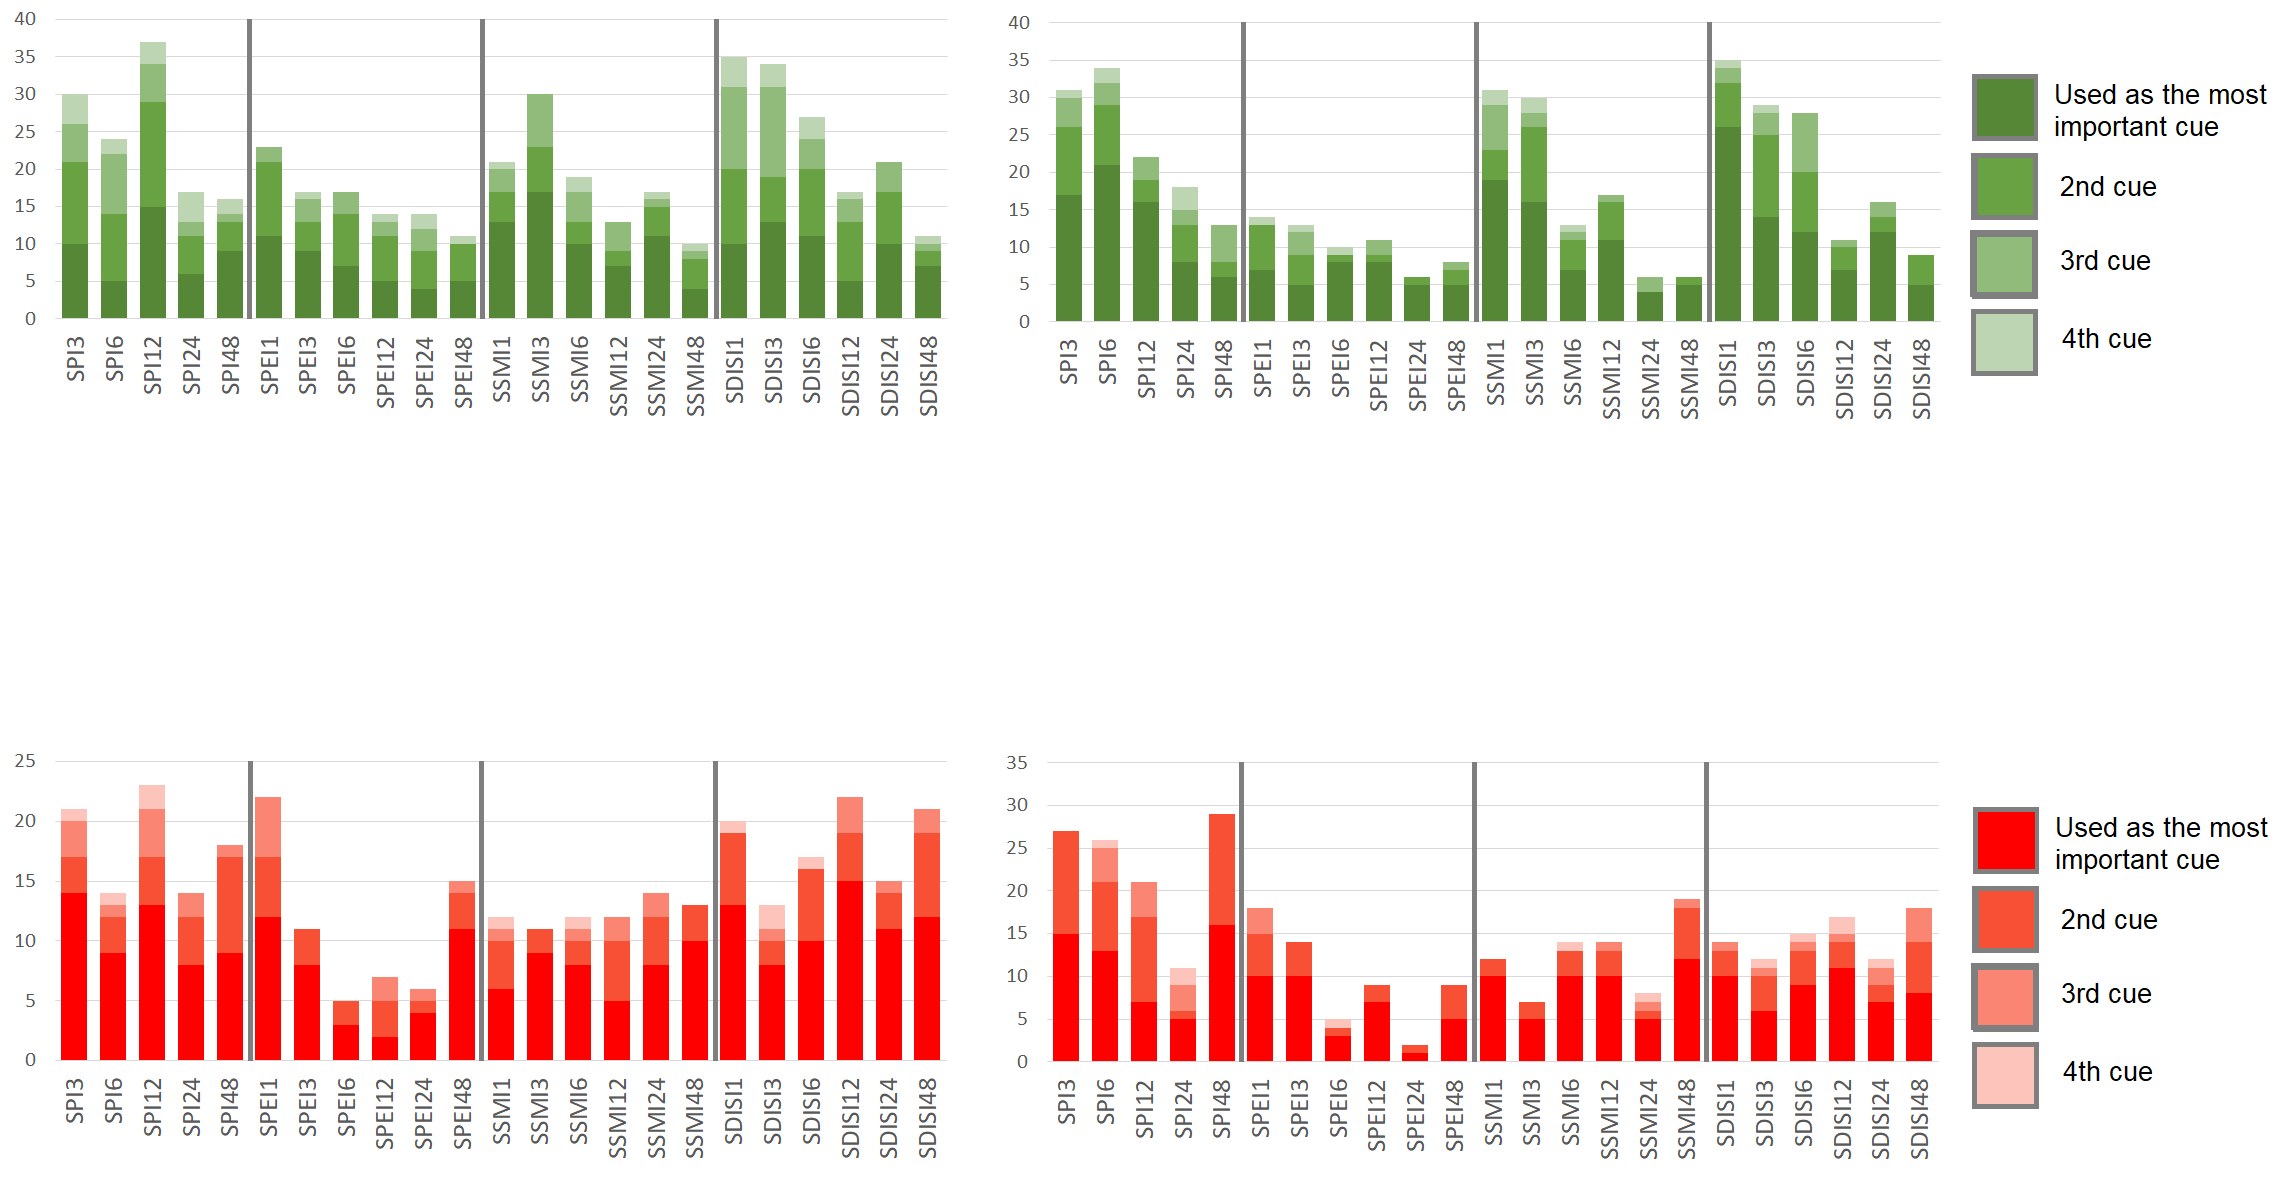 40
35
30
25
20
15
10
5
0
SPI3 SPI6 SPI12 SPI24 SPI48 SPEI1 SPEI3 SPEI6 SPEI12 SPEI24 SPEI48 SSMI1 SSMI3 SSMI6 SSMI12 SSMI24 SSMI48 SDISI1 SDISI3 SDISI6 SDISI12 SDISI24 SDISI48
40
35
30
25
20
15
10
5
0
SPI3 SPI6 SPI12 SPI24 SPI48 SPEI1 SPEI3 SPEI6 SPEI12 SPEI24 SPEI48 SSMI1 SSMI3 SSMI6 SSMI12 SSMI24 SSMI48 SDISI1 SDISI3 SDISI6 SDISI12 SDISI24 SDISI48
Used as the most
important cue
2nd cue
3rd cue
4th cue
25
20
15
10
5
0
SPI3 SPI6 SPI12 SPI24 SPI48 SPEI1 SPEI3 SPEI6 SPEI12 SPEI24 SPEI48 SSMI1 SSMI3 SSMI6 SSMI12 SSMI24 SSMI48 SDISI1 SDISI3 SDISI6 SDISI12 SDISI24 SDISI48
35
30
25
20
15
10
5
0
SPI3 SPI6 SPI12 SPI24 SPI48 SPEI1 SPEI3 SPEI6 SPEI12 SPEI24 SPEI48 SSMI1 SSMI3 SSMI6 SSMI12 SSMI24 SSMI48 SDISI1 SDISI3 SDISI6 SDISI12 SDISI24 SDISI48
Used as the most
important cue
2nd cue
3rd cue
4th cue